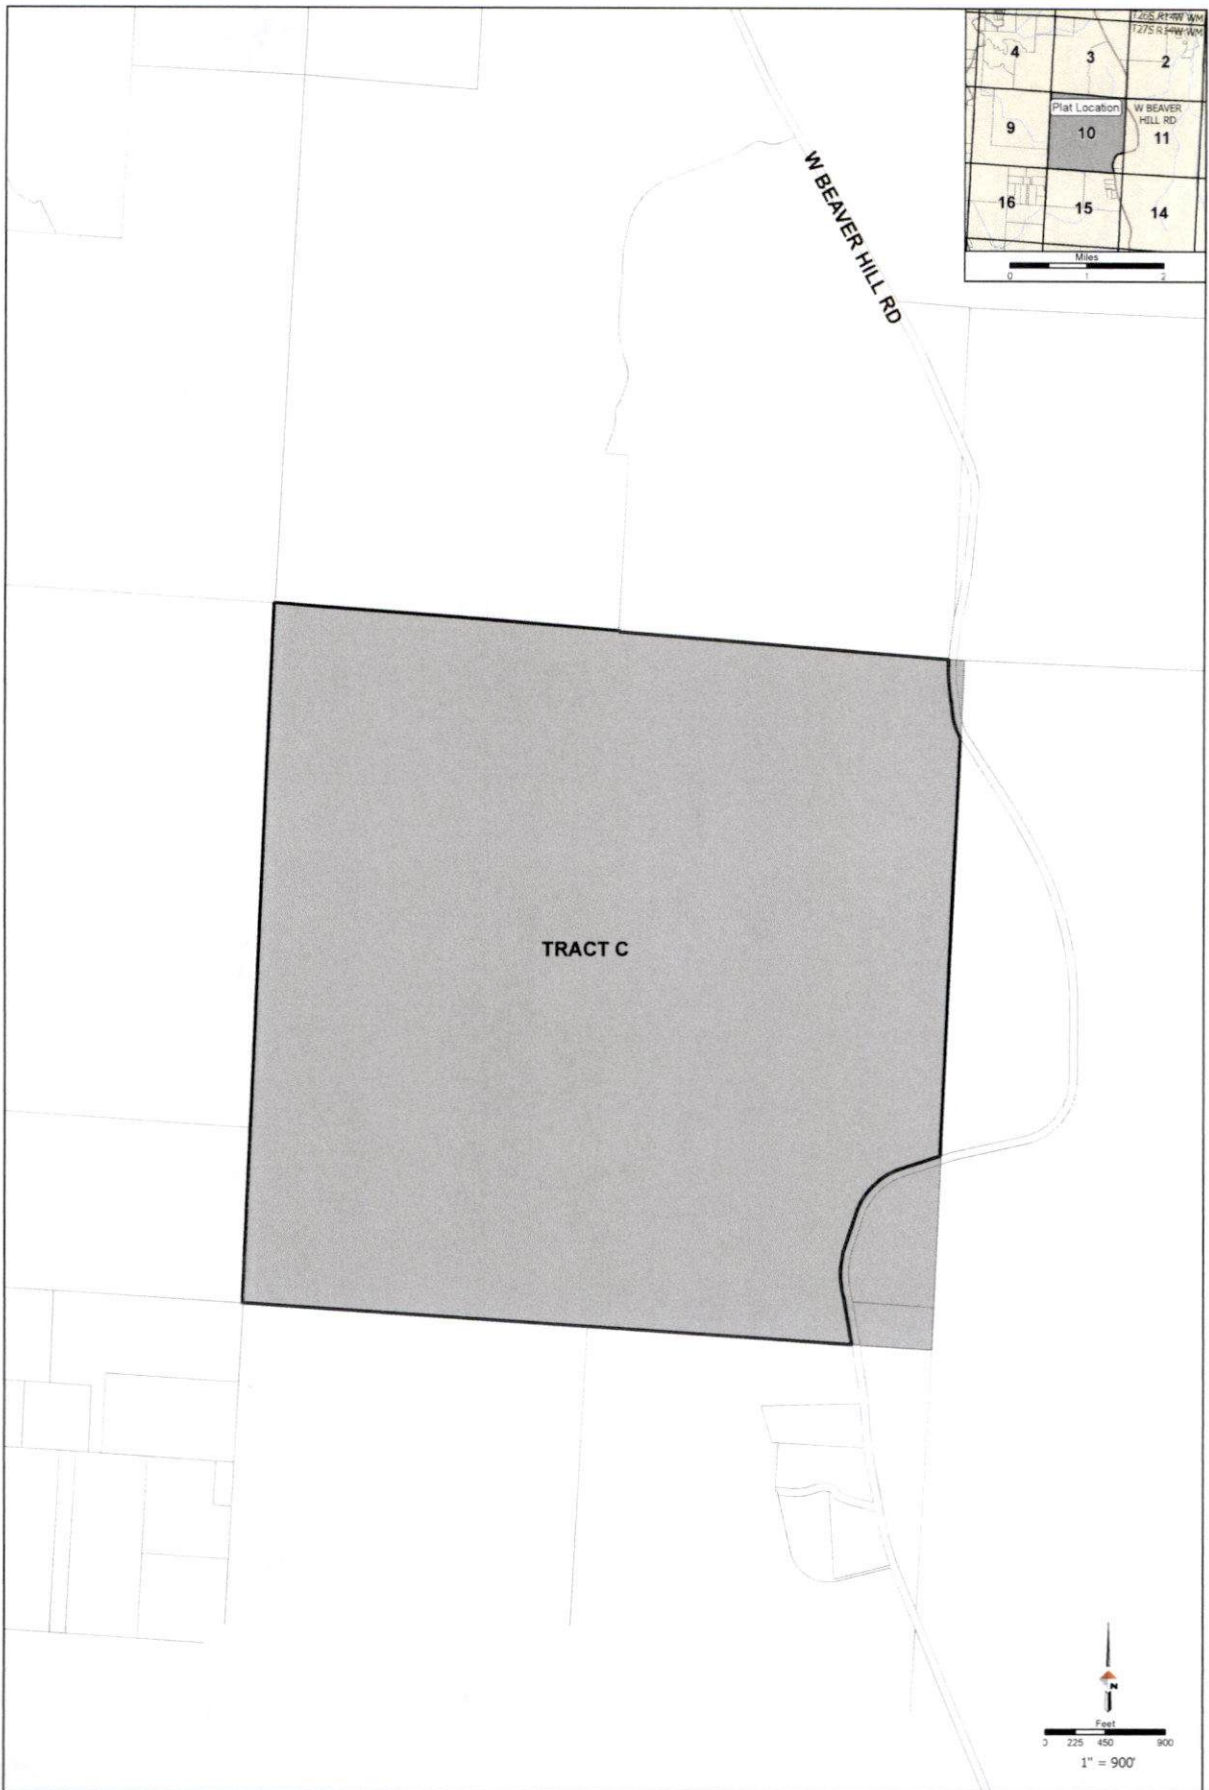 T26S R14W WM
T27S R14W WM
4
3
2
Plat Location
W BEAVER
HILL RD
9
10
11
16
15
14
Miles
0 1 2
W BEAVER HILL RD
TRACT C
N
Feet
0 225 450 900
1" = 900'